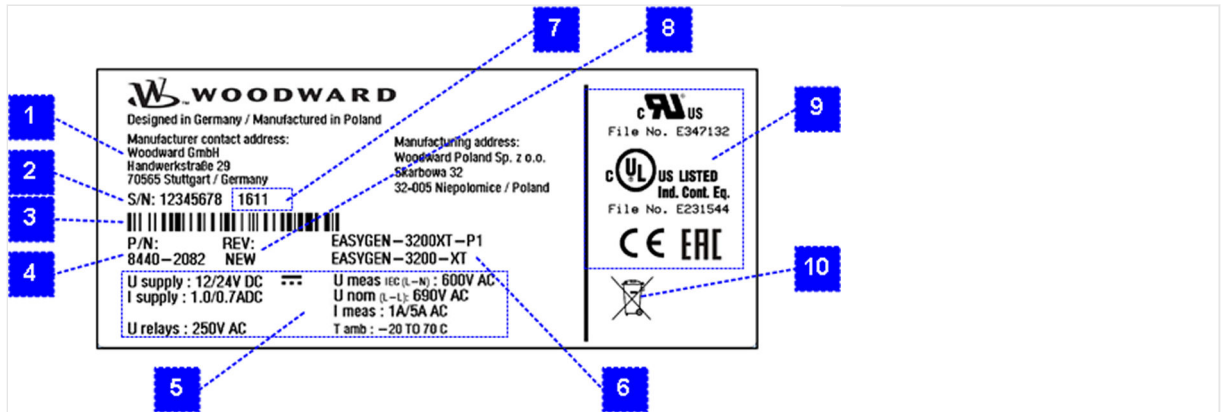 7
8
WOODWARD
Designed in Germany / Manufactured in Poland
1
Manufacturer contact address:
Woodward GmbH
Handwerkstraße 29
70565 Stuttgart / Germany
Manufacturing address:
Woodward Poland Sp. z o.o.
Skarbowa 32
32-005 Niepolomice / Poland
2
S/N: 12345678 1611
3
4
P/N: REV:
8440-2082 NEW
EASYGEN-3200XT-P1
EASYGEN-3200-XT
U supply : 12/24V DC
I supply : 1.0/0.7ADC
U relays : 250V AC
U meas IEC (L-N) : 600V AC
U nom (L-L): 690V AC
I meas : 1A/5A AC
T amb : -20 TO 70 C
5
6
c RU US
File No. E347132
c UL US LISTED
Ind. Cont. Eq.
File No. E231544
CE EAC
9
10